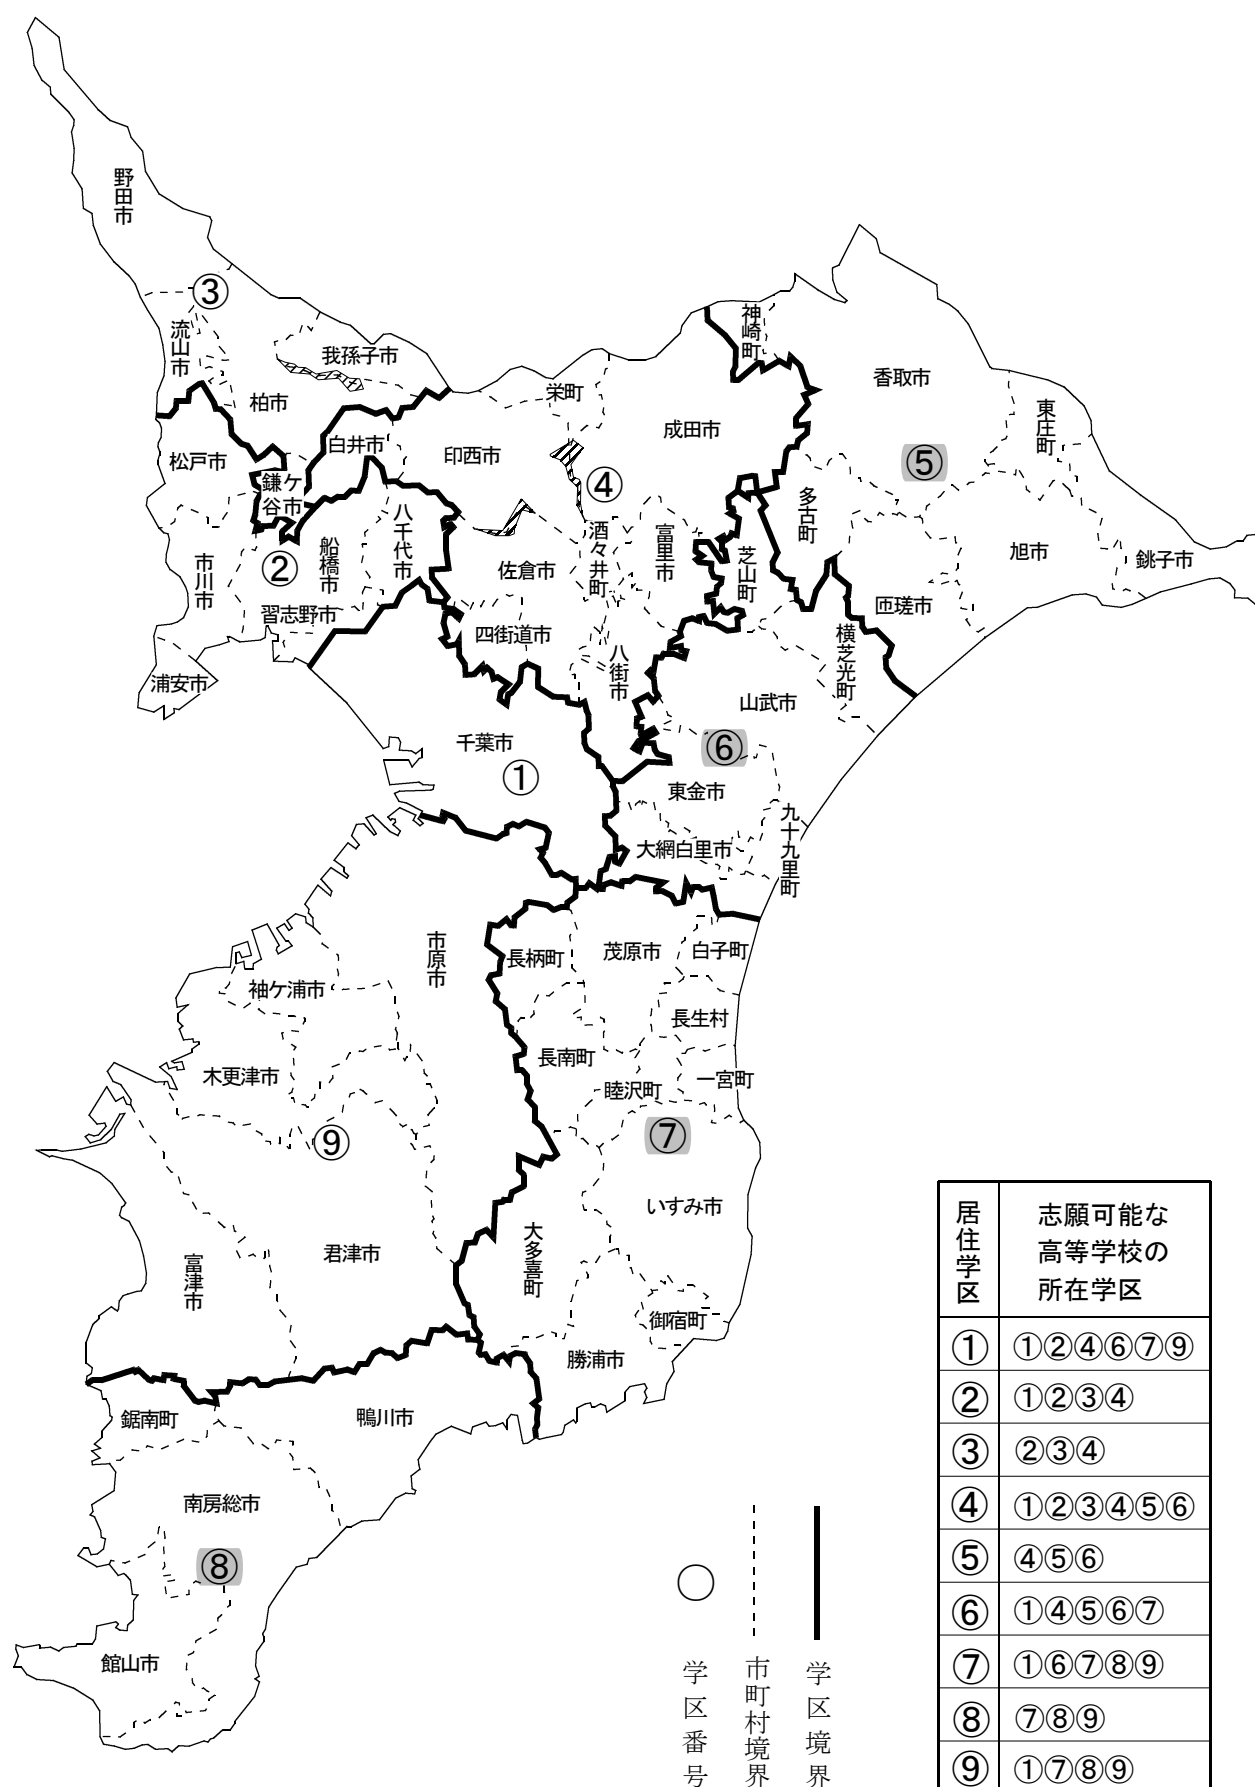 野田市
③
流山市
我孫子市
柏市
松戸市
鎌ケ
谷市
白井市
印西市
栄町
成田市
神崎町
香取市
東庄町
⑤
④
多古町
旭市
銚子市
匝瑳市
市川市
②
船橋市
八千代市
習志野市
浦安市
佐倉市
酒々井町
富里市
芝山町
四街道市
八街市
横芝光町
山武市
⑥
千葉市
①
東金市
大網白里市
九十九里町
市原市
長柄町
茂原市
白子町
袖ケ浦市
長生村
長南町
木更津市
睦沢町
一宮町
⑨
⑦
いすみ市
大多喜町
君津市
富津市
御宿町
勝浦市
鋸南町
鴨川市
南房総市
⑧
館山市
学区番号
市町村境界
学区境界
居住学区
志願可能な
高等学校の
所在学区
① ①②④⑥⑦⑨
② ①②③④
③ ②③④
④ ①②③④⑤⑥
⑤ ④⑤⑥
⑥ ①④⑤⑥⑦
⑦ ①⑥⑦⑧⑨
⑧ ⑦⑧⑨
⑨ ①⑦⑧⑨